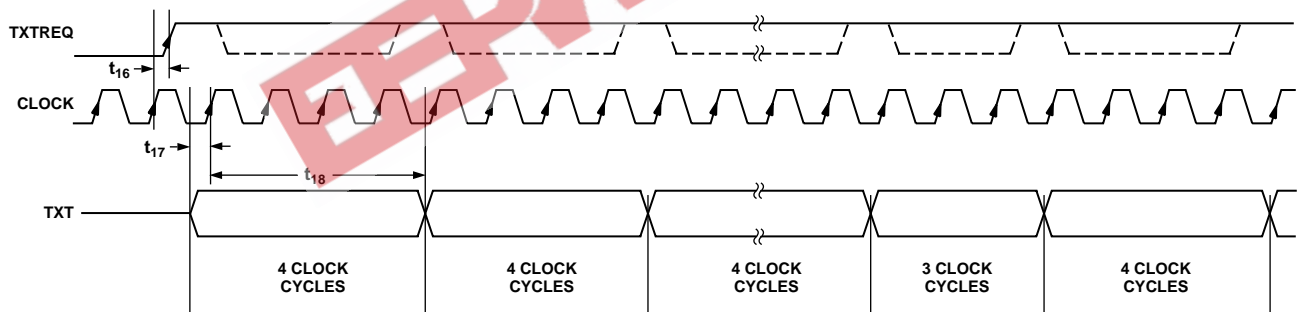 TXTREQ
t16
CLOCK
t17
t18
TXT
4 CLOCK
CYCLES
4 CLOCK
CYCLES
4 CLOCK
CYCLES
3 CLOCK
CYCLES
4 CLOCK
CYCLES